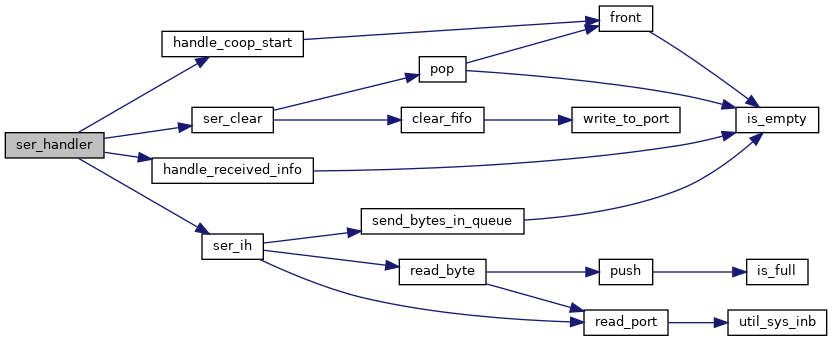 ser_handler
handle_coop_start
ser_clear
handle_received_info
ser_ih
front
pop
clear_fifo
write_to_port
is_empty
send_bytes_in_queue
read_byte
push
is_full
read_port
util_sys_inb